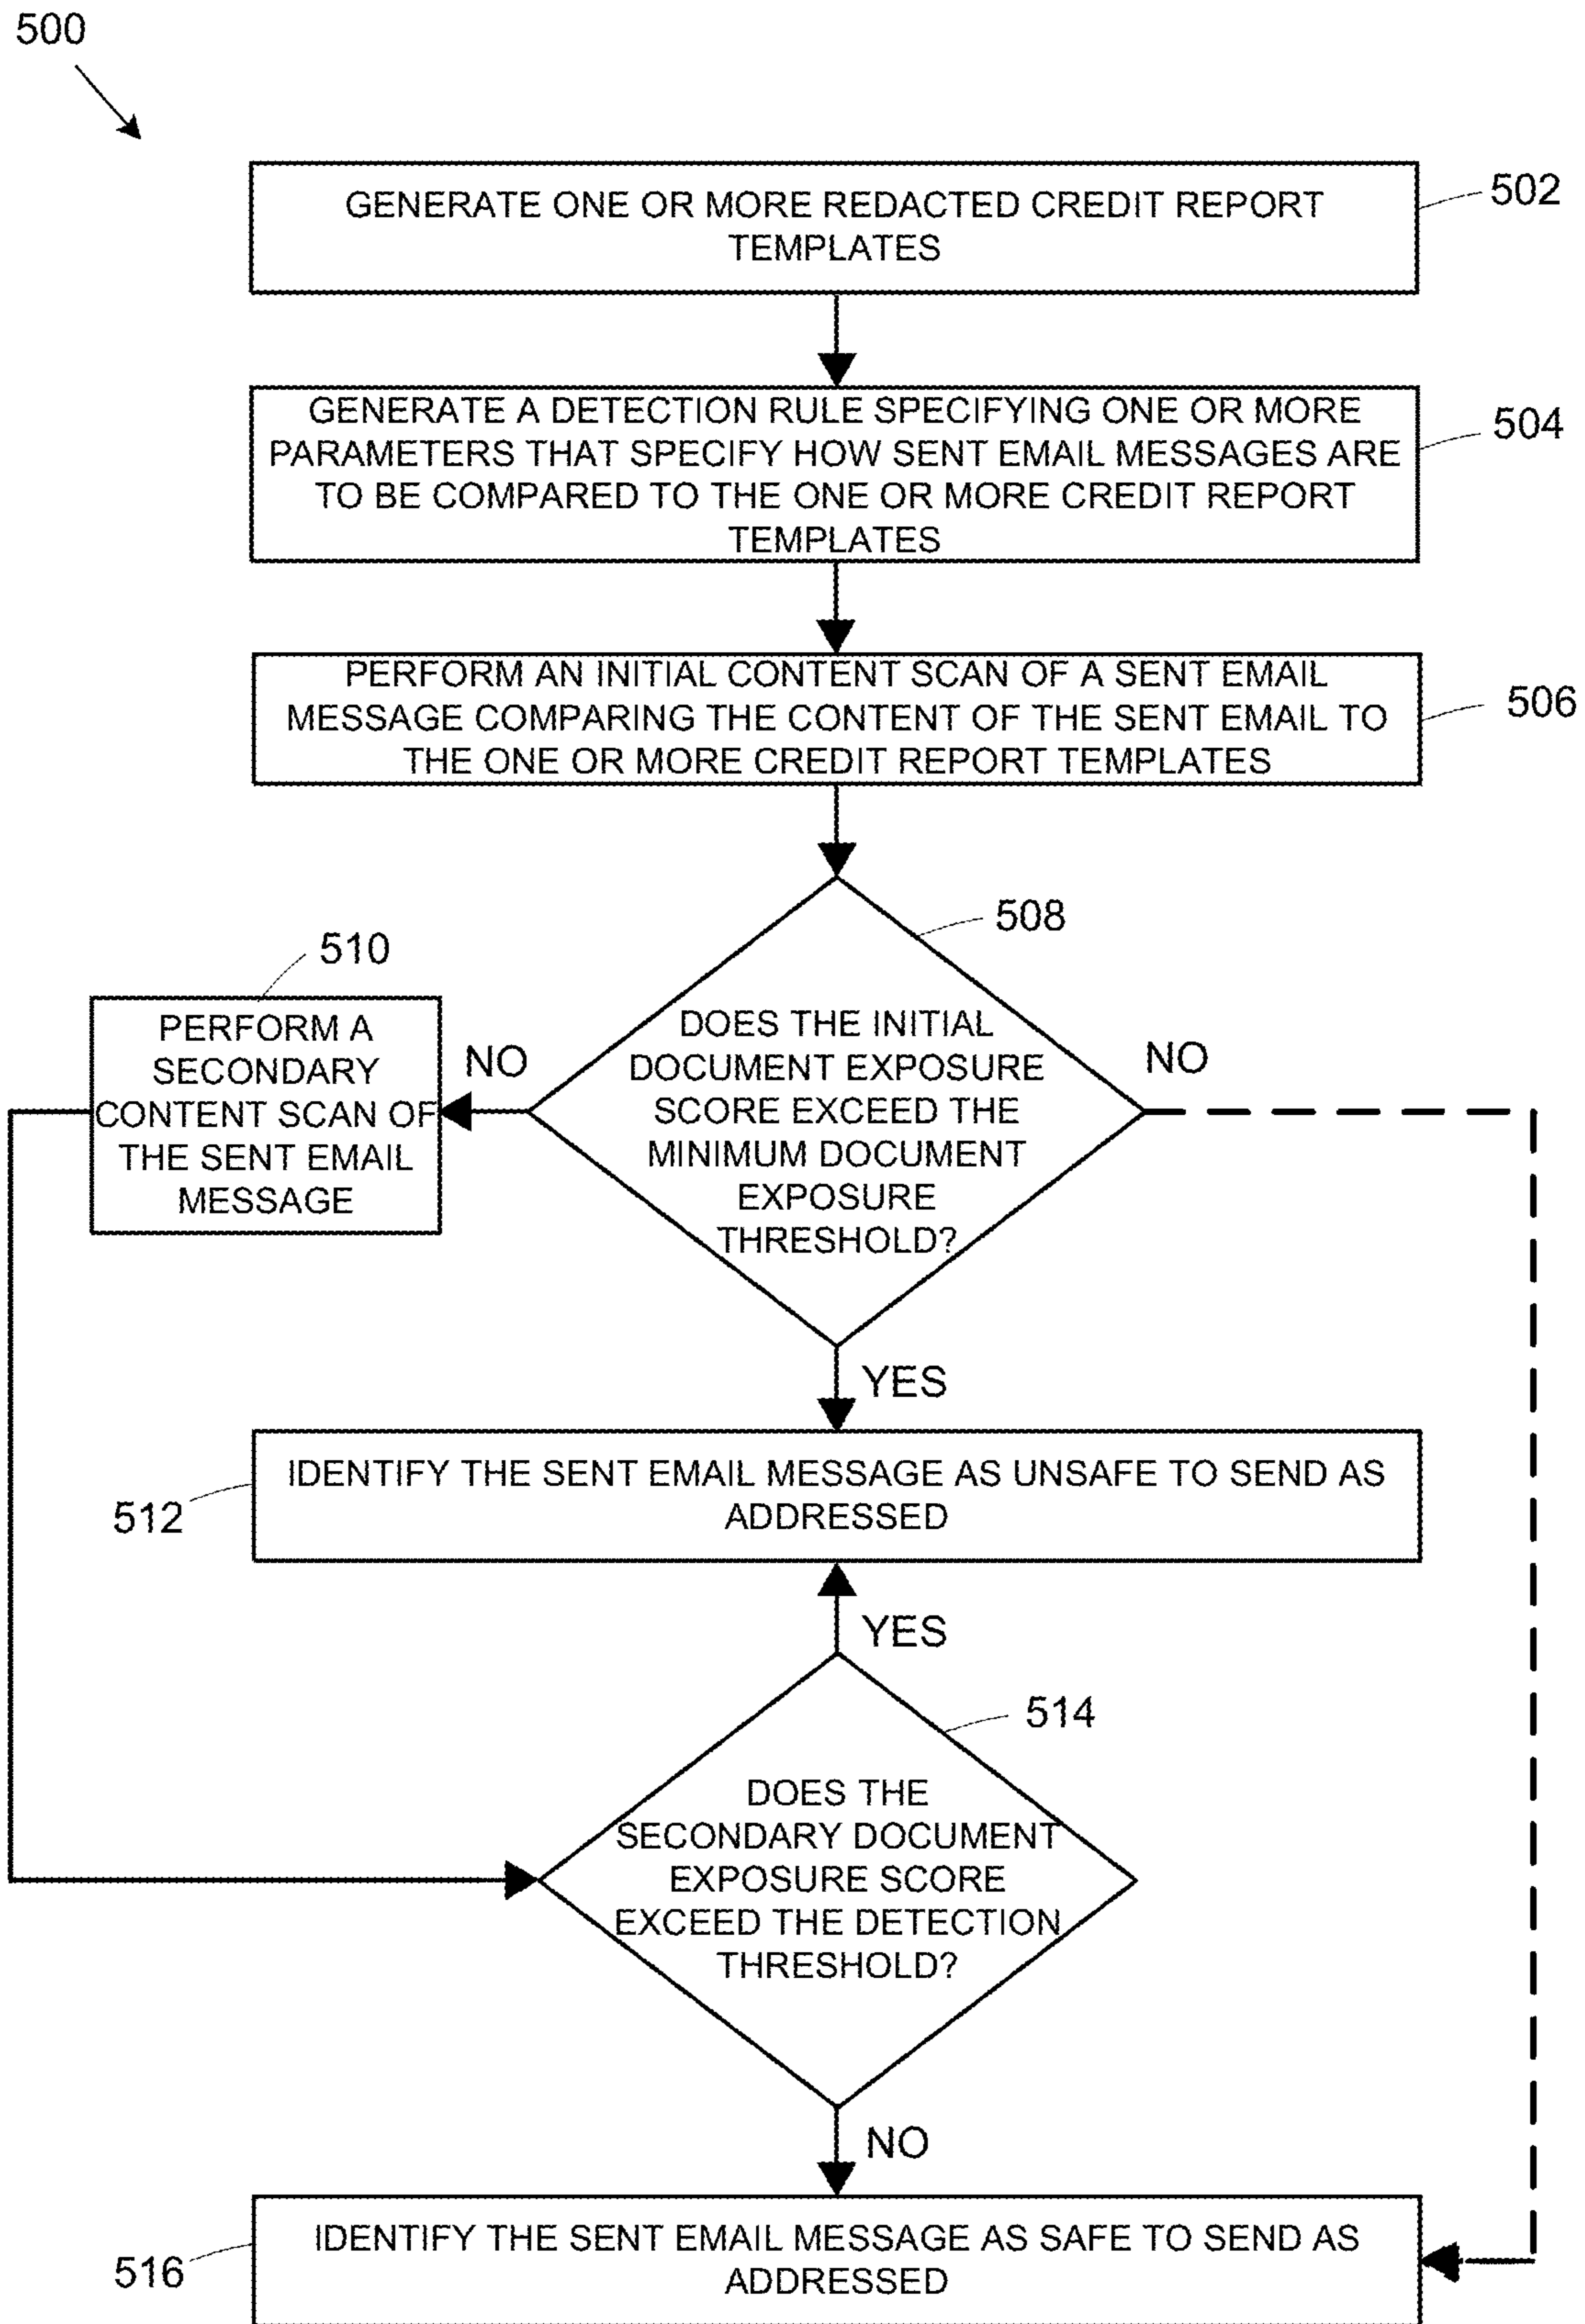 500
GENERATE ONE OR MORE REDACTED CREDIT REPORT
TEMPLATES
502
GENERATE A DETECTION RULE SPECIFYING ONE OR MORE
PARAMETERS THAT SPECIFY HOW SENT EMAIL MESSAGES ARE
TO BE COMPARED TO THE ONE OR MORE CREDIT REPORT
TEMPLATES
504
PERFORM AN INITIAL CONTENT SCAN OF A SENT EMAIL
MESSAGE COMPARING THE CONTENT OF THE SENT EMAIL TO
THE ONE OR MORE CREDIT REPORT TEMPLATES
506
508
DOES THE INITIAL
DOCUMENT EXPOSURE
SCORE EXCEED THE
MINIMUM DOCUMENT
EXPOSURE
THRESHOLD?
NO
510
PERFORM A
SECONDARY
CONTENT SCAN OF
THE SENT EMAIL
MESSAGE
NO
YES
IDENTIFY THE SENT EMAIL MESSAGE AS UNSAFE TO SEND AS
ADDRESSED
512
YES
514
DOES THE
SECONDARY DOCUMENT
EXPOSURE SCORE
EXCEED THE DETECTION
THRESHOLD?
NO
IDENTIFY THE SENT EMAIL MESSAGE AS SAFE TO SEND AS
ADDRESSED
516